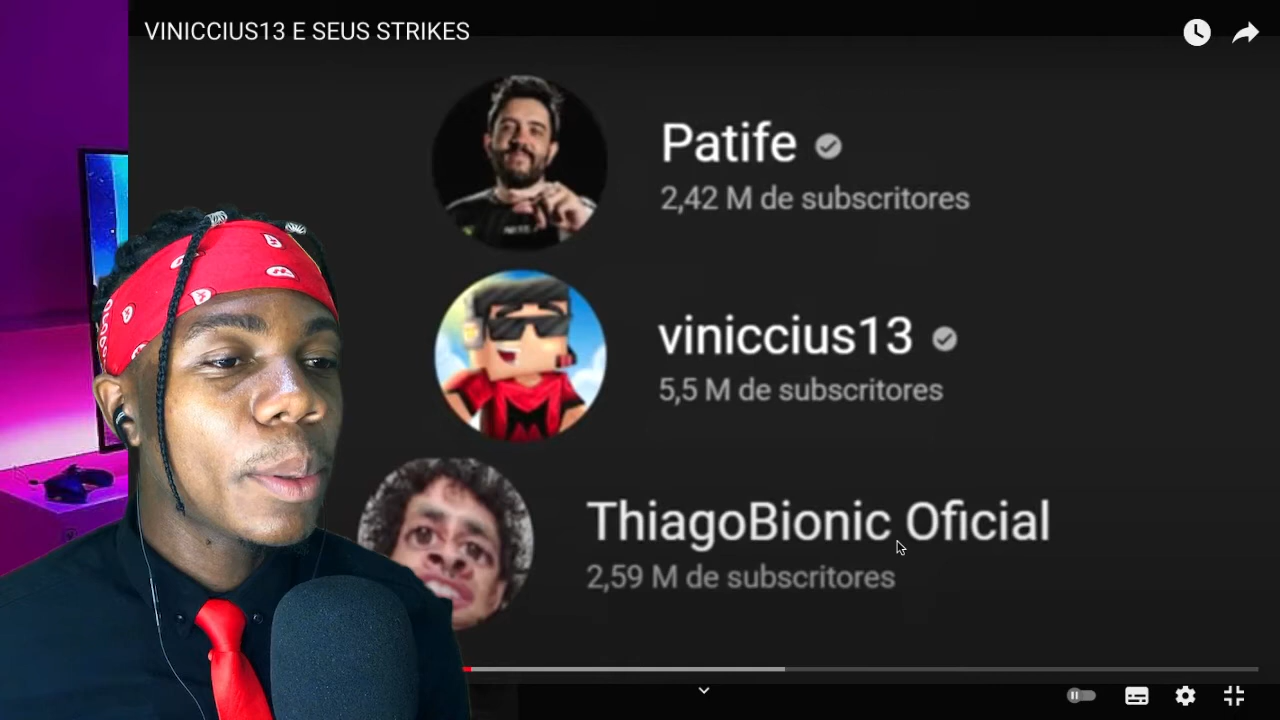 VINICCIUS13 E SEUS STRIKES
Patife
2,42 M de subscritores
viniccius13
5,5 M de subscritores
ThiagoBionic Oficial
2,59 M de subscritores